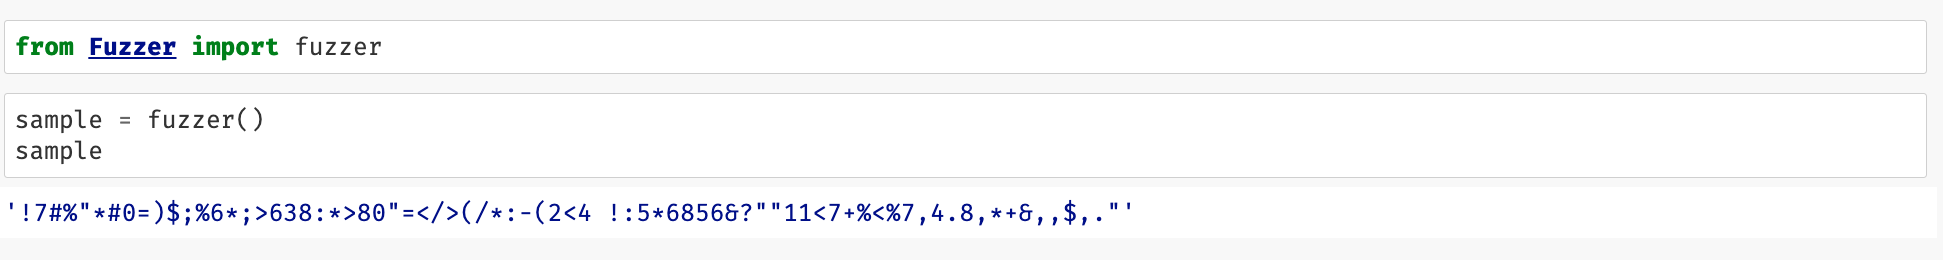 from Fuzzer import fuzzer
sample = fuzzer()
sample
'!7#%"*#0=)$;%6*;>638:*>80"=</>(/*:-(2<4 !:5*6856&?""11<7+%<%7,4.8,*+&,,$,."'